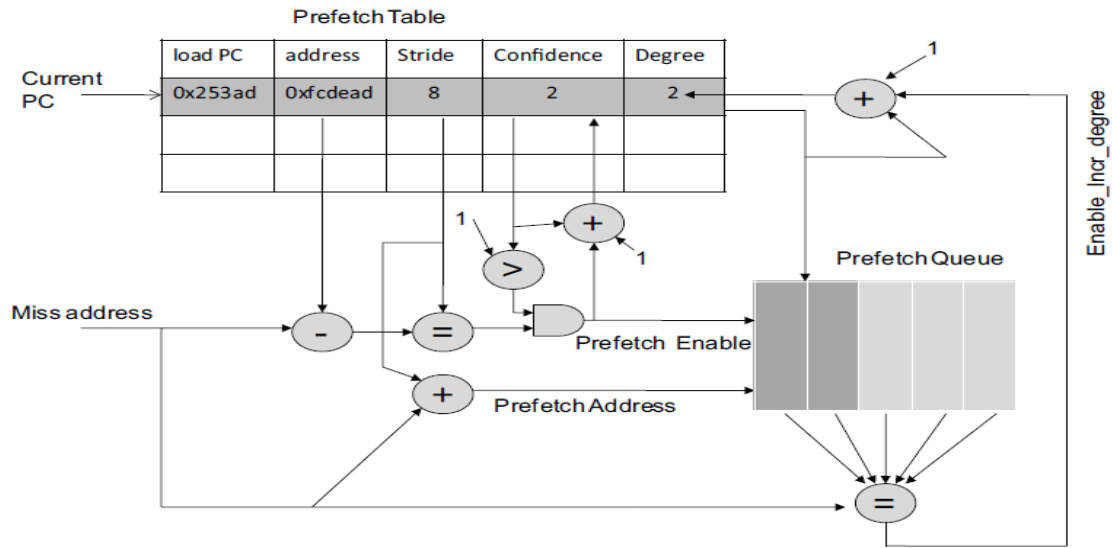 Prefetch Table
load PC address Stride Confidence Degree
Current
PC
0x253ad 0xfcdead 8 2 2
1
+
Enable_Incr_degree
1
+
1
>
Prefetch Queue
Miss address
-
=
Prefetch Enable
+
Prefetch Address
=